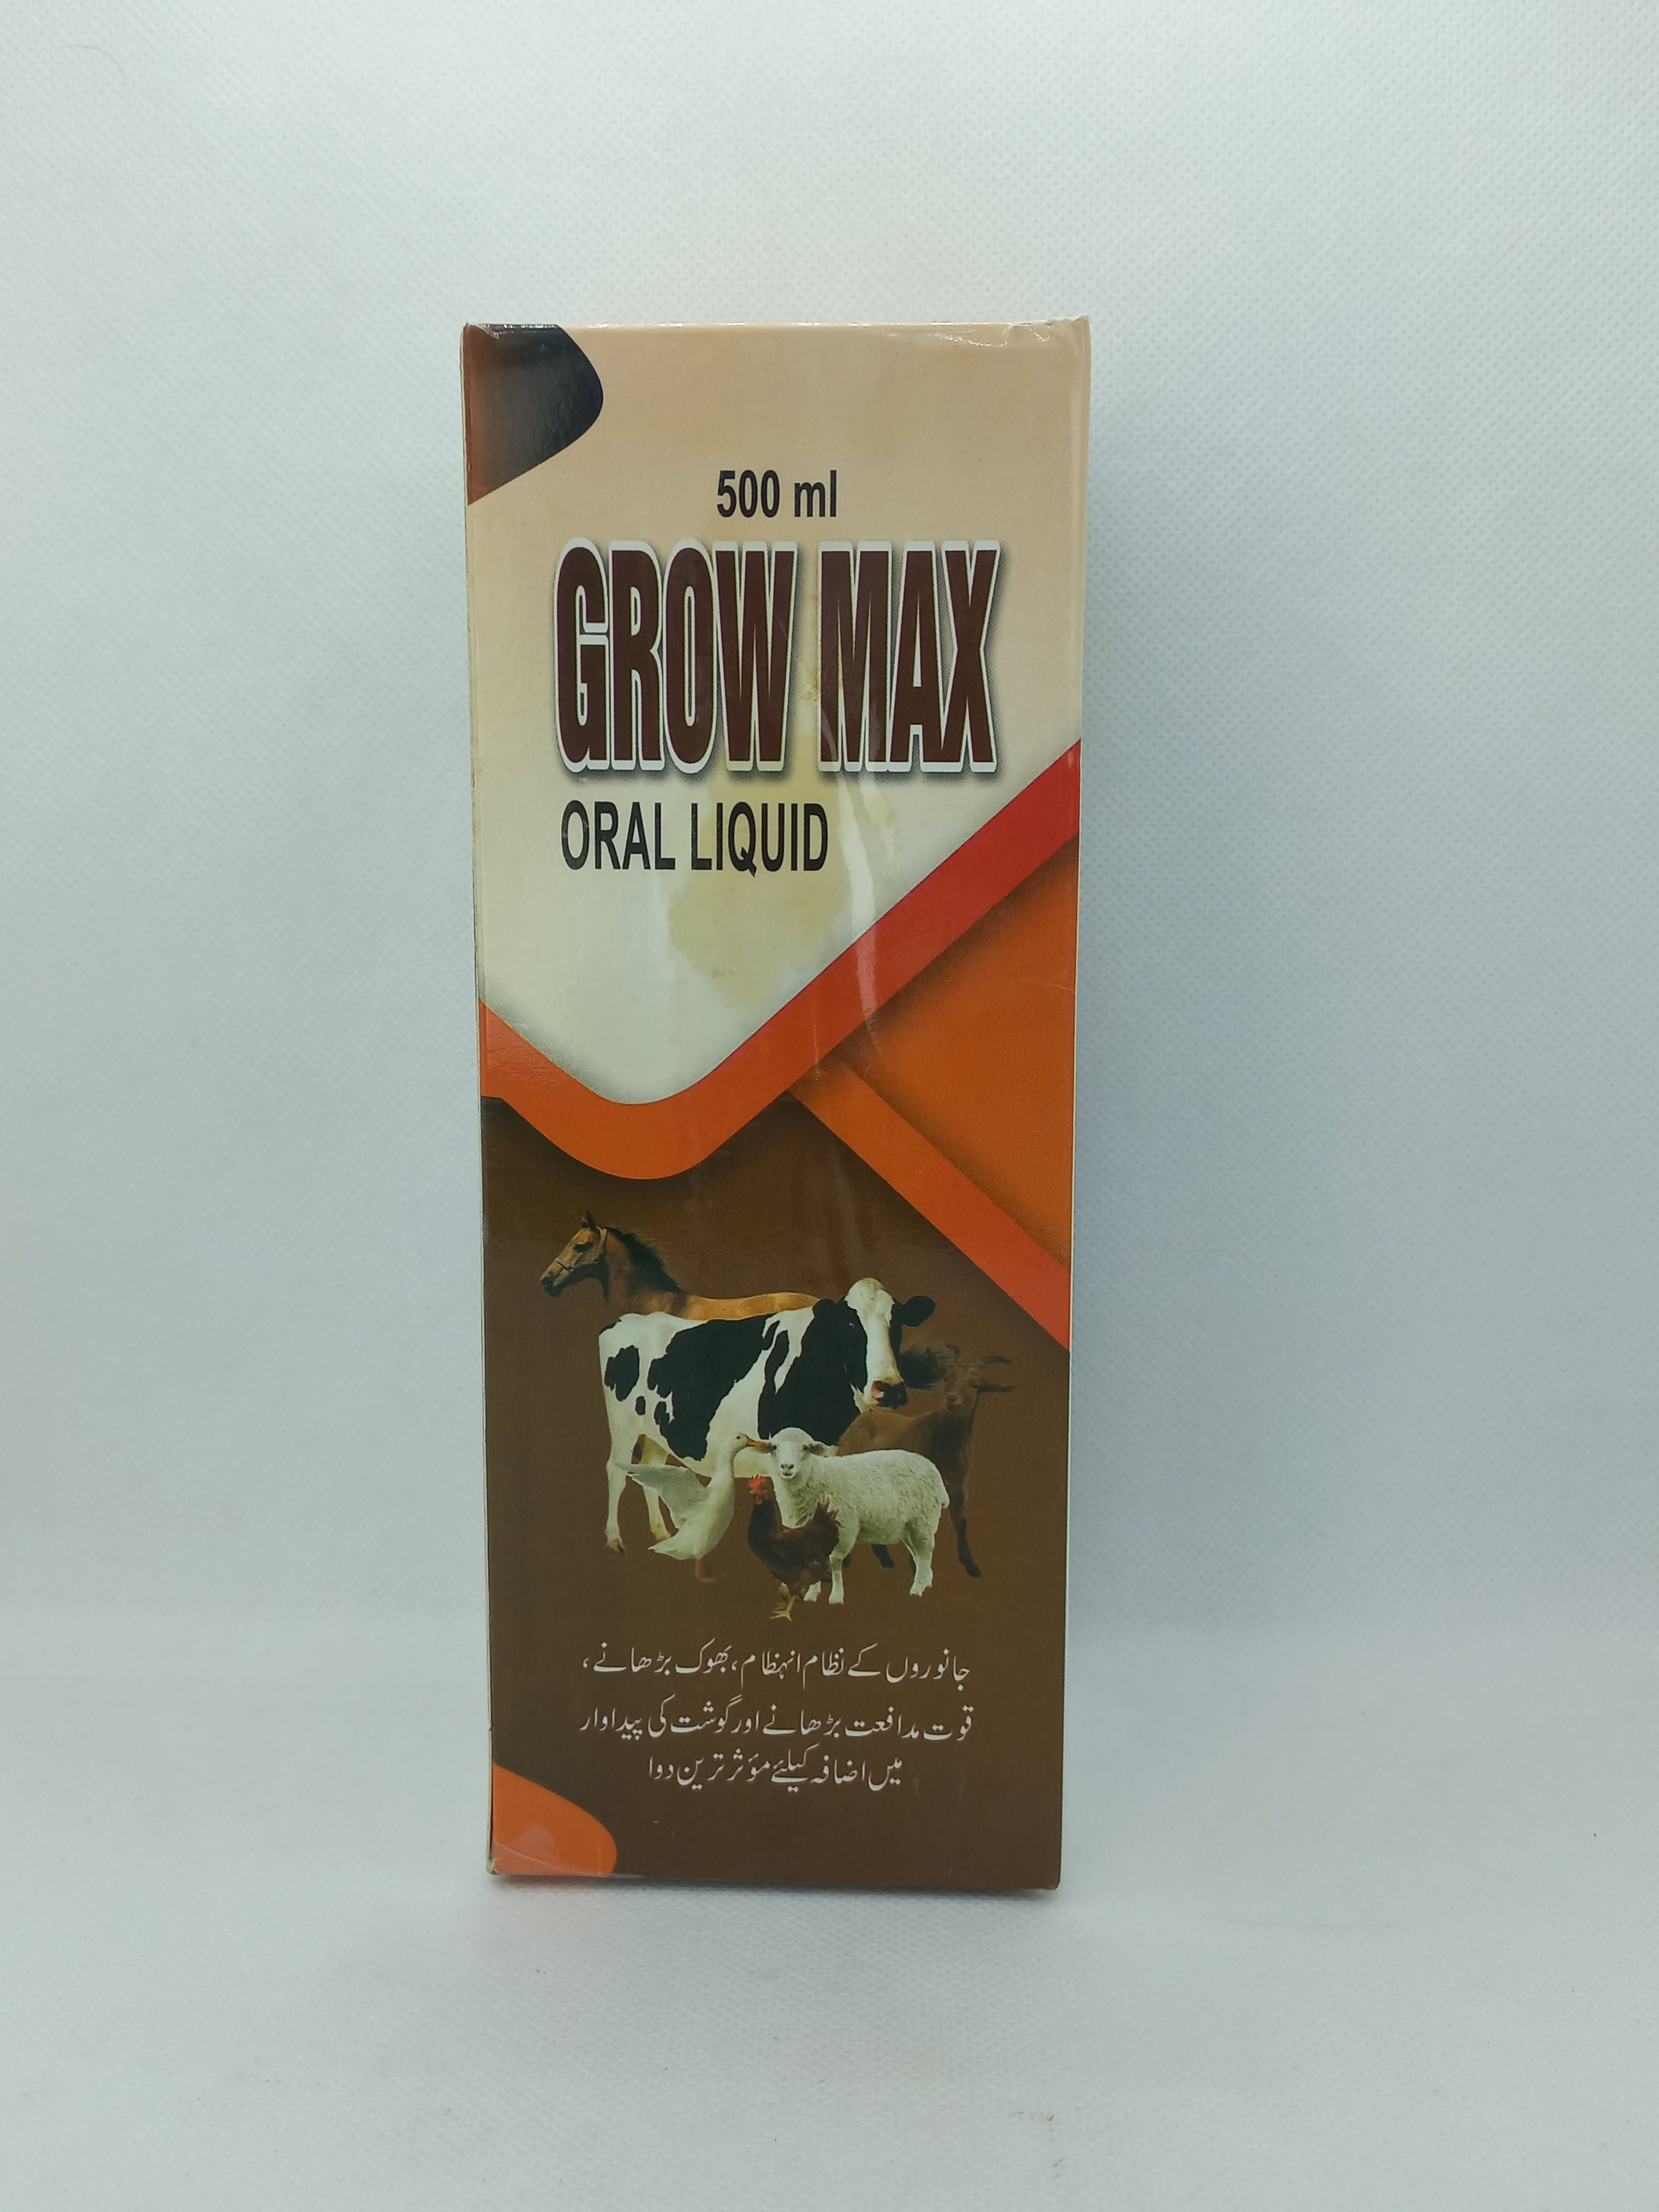 500 ml
GROW MAX
ORAL LIQUID
جانوروں کے نظام انہظام، بھوک بڑھانے،
قوت مدافعت بڑھانے اور گوشت کی پیداوار
میں اضافہ کیلئے مؤثر ترین دوا